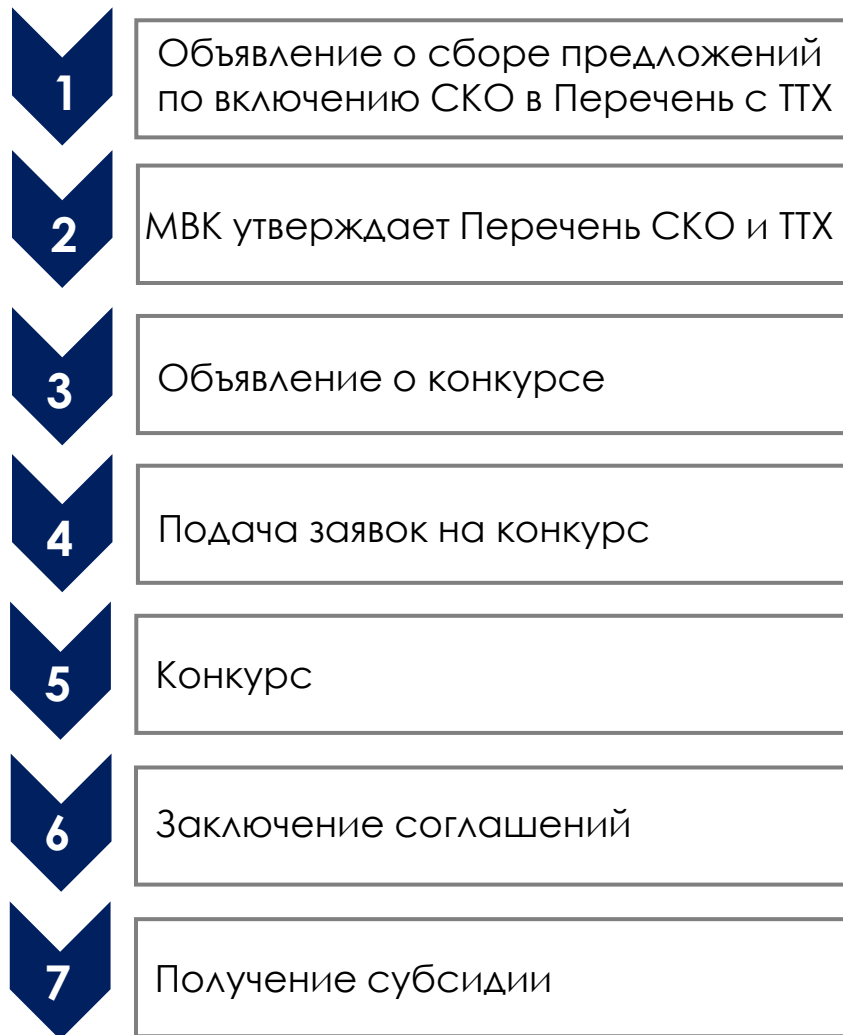 1
Объявление о сборе предложений
по включению СКО в Перечень с ТТХ
2
МВК утверждает Перечень СКО и ТТХ
3
Объявление о конкурсе
4
Подача заявок на конкурс
5
Конкурс
6
Заключение соглашений
7
Получение субсидии